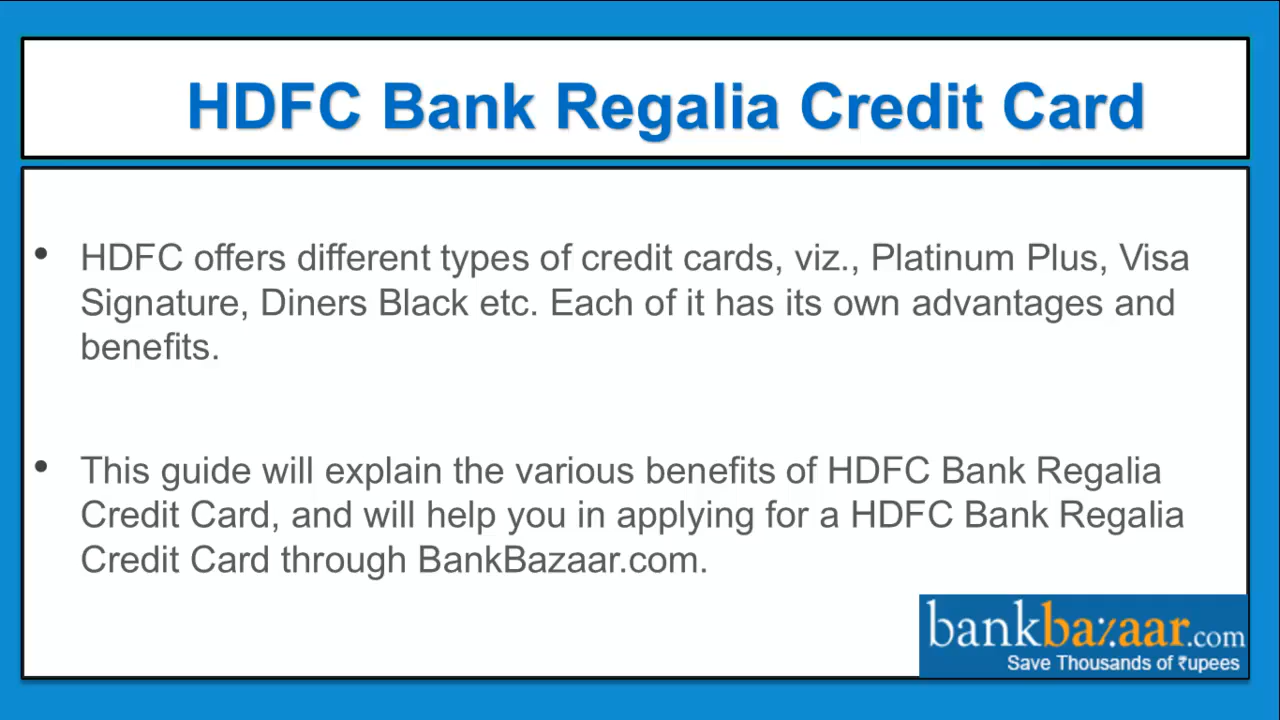 HDFC Bank Regalia Credit Card
• HDFC offers different types of credit cards, viz., Platinum Plus, Visa
Signature, Diners Black etc. Each of it has its own advantages and
benefits.
• This guide will explain the various benefits of HDFC Bank Regalia
Credit Card, and will help you in applying for a HDFC Bank Regalia
Credit Card through BankBazaar.com.
bankbazaar.com
Save Thousands of ₹upees